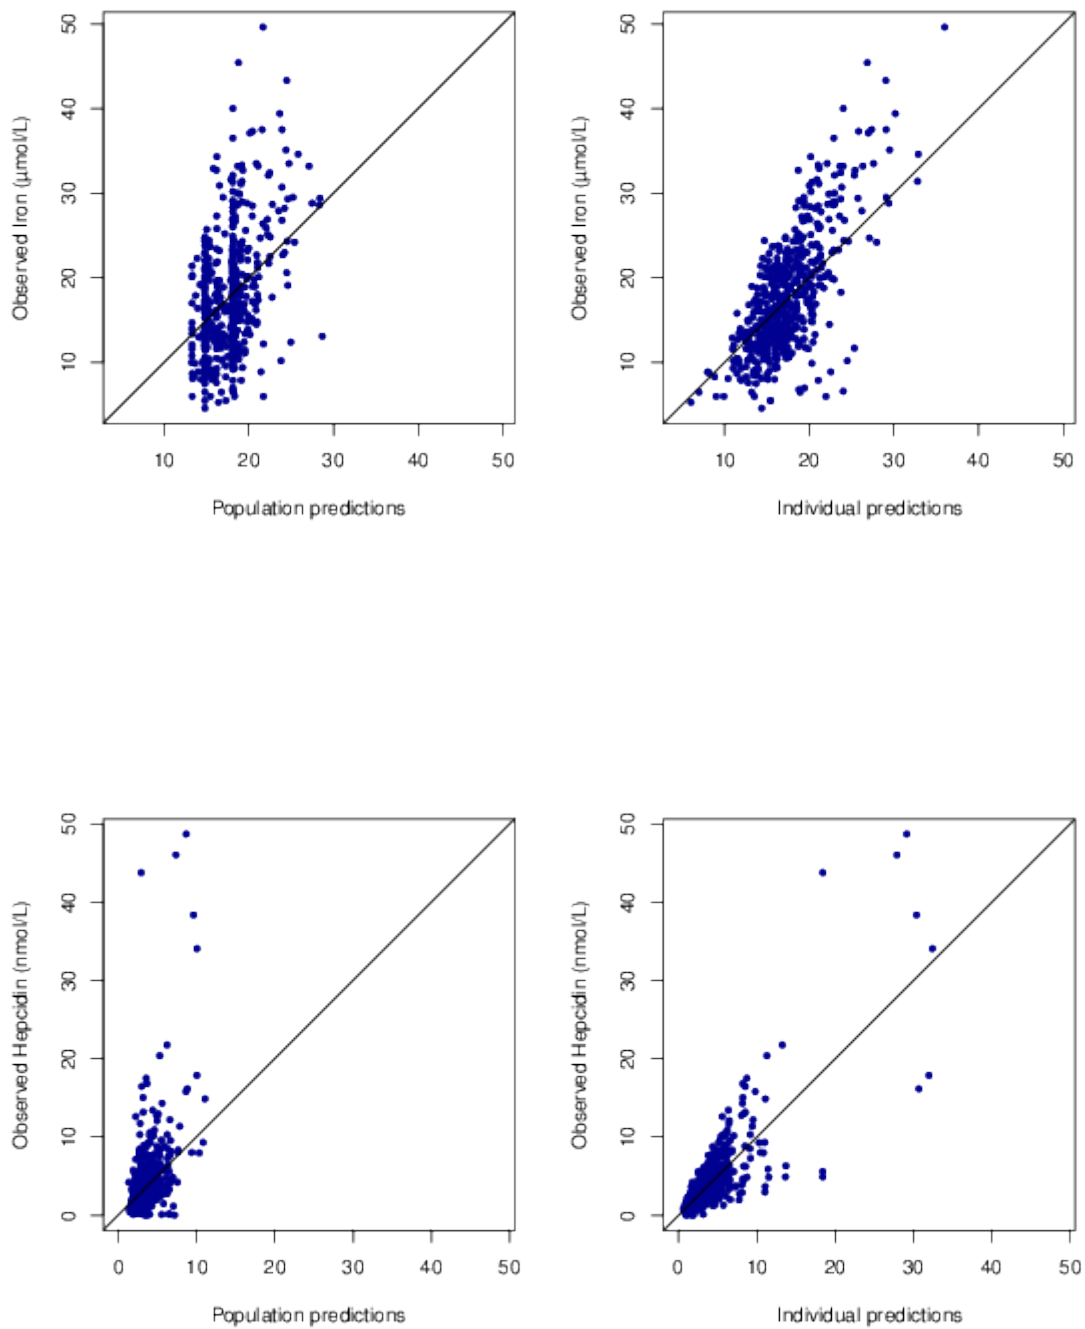 50
40
30
20
10
Observed Iron (μmol/L)
10 20 30 40 50
Population predictions
50
40
30
20
10
Observed Iron (μmol/L)
10 20 30 40 50
Individual predictions
50
40
30
20
10
0
Observed Hepcidin (nmol/L)
0 10 20 30 40 50
Population predictions
50
40
30
20
10
0
Observed Hepcidin (nmol/L)
0 10 20 30 40 50
Individual predictions